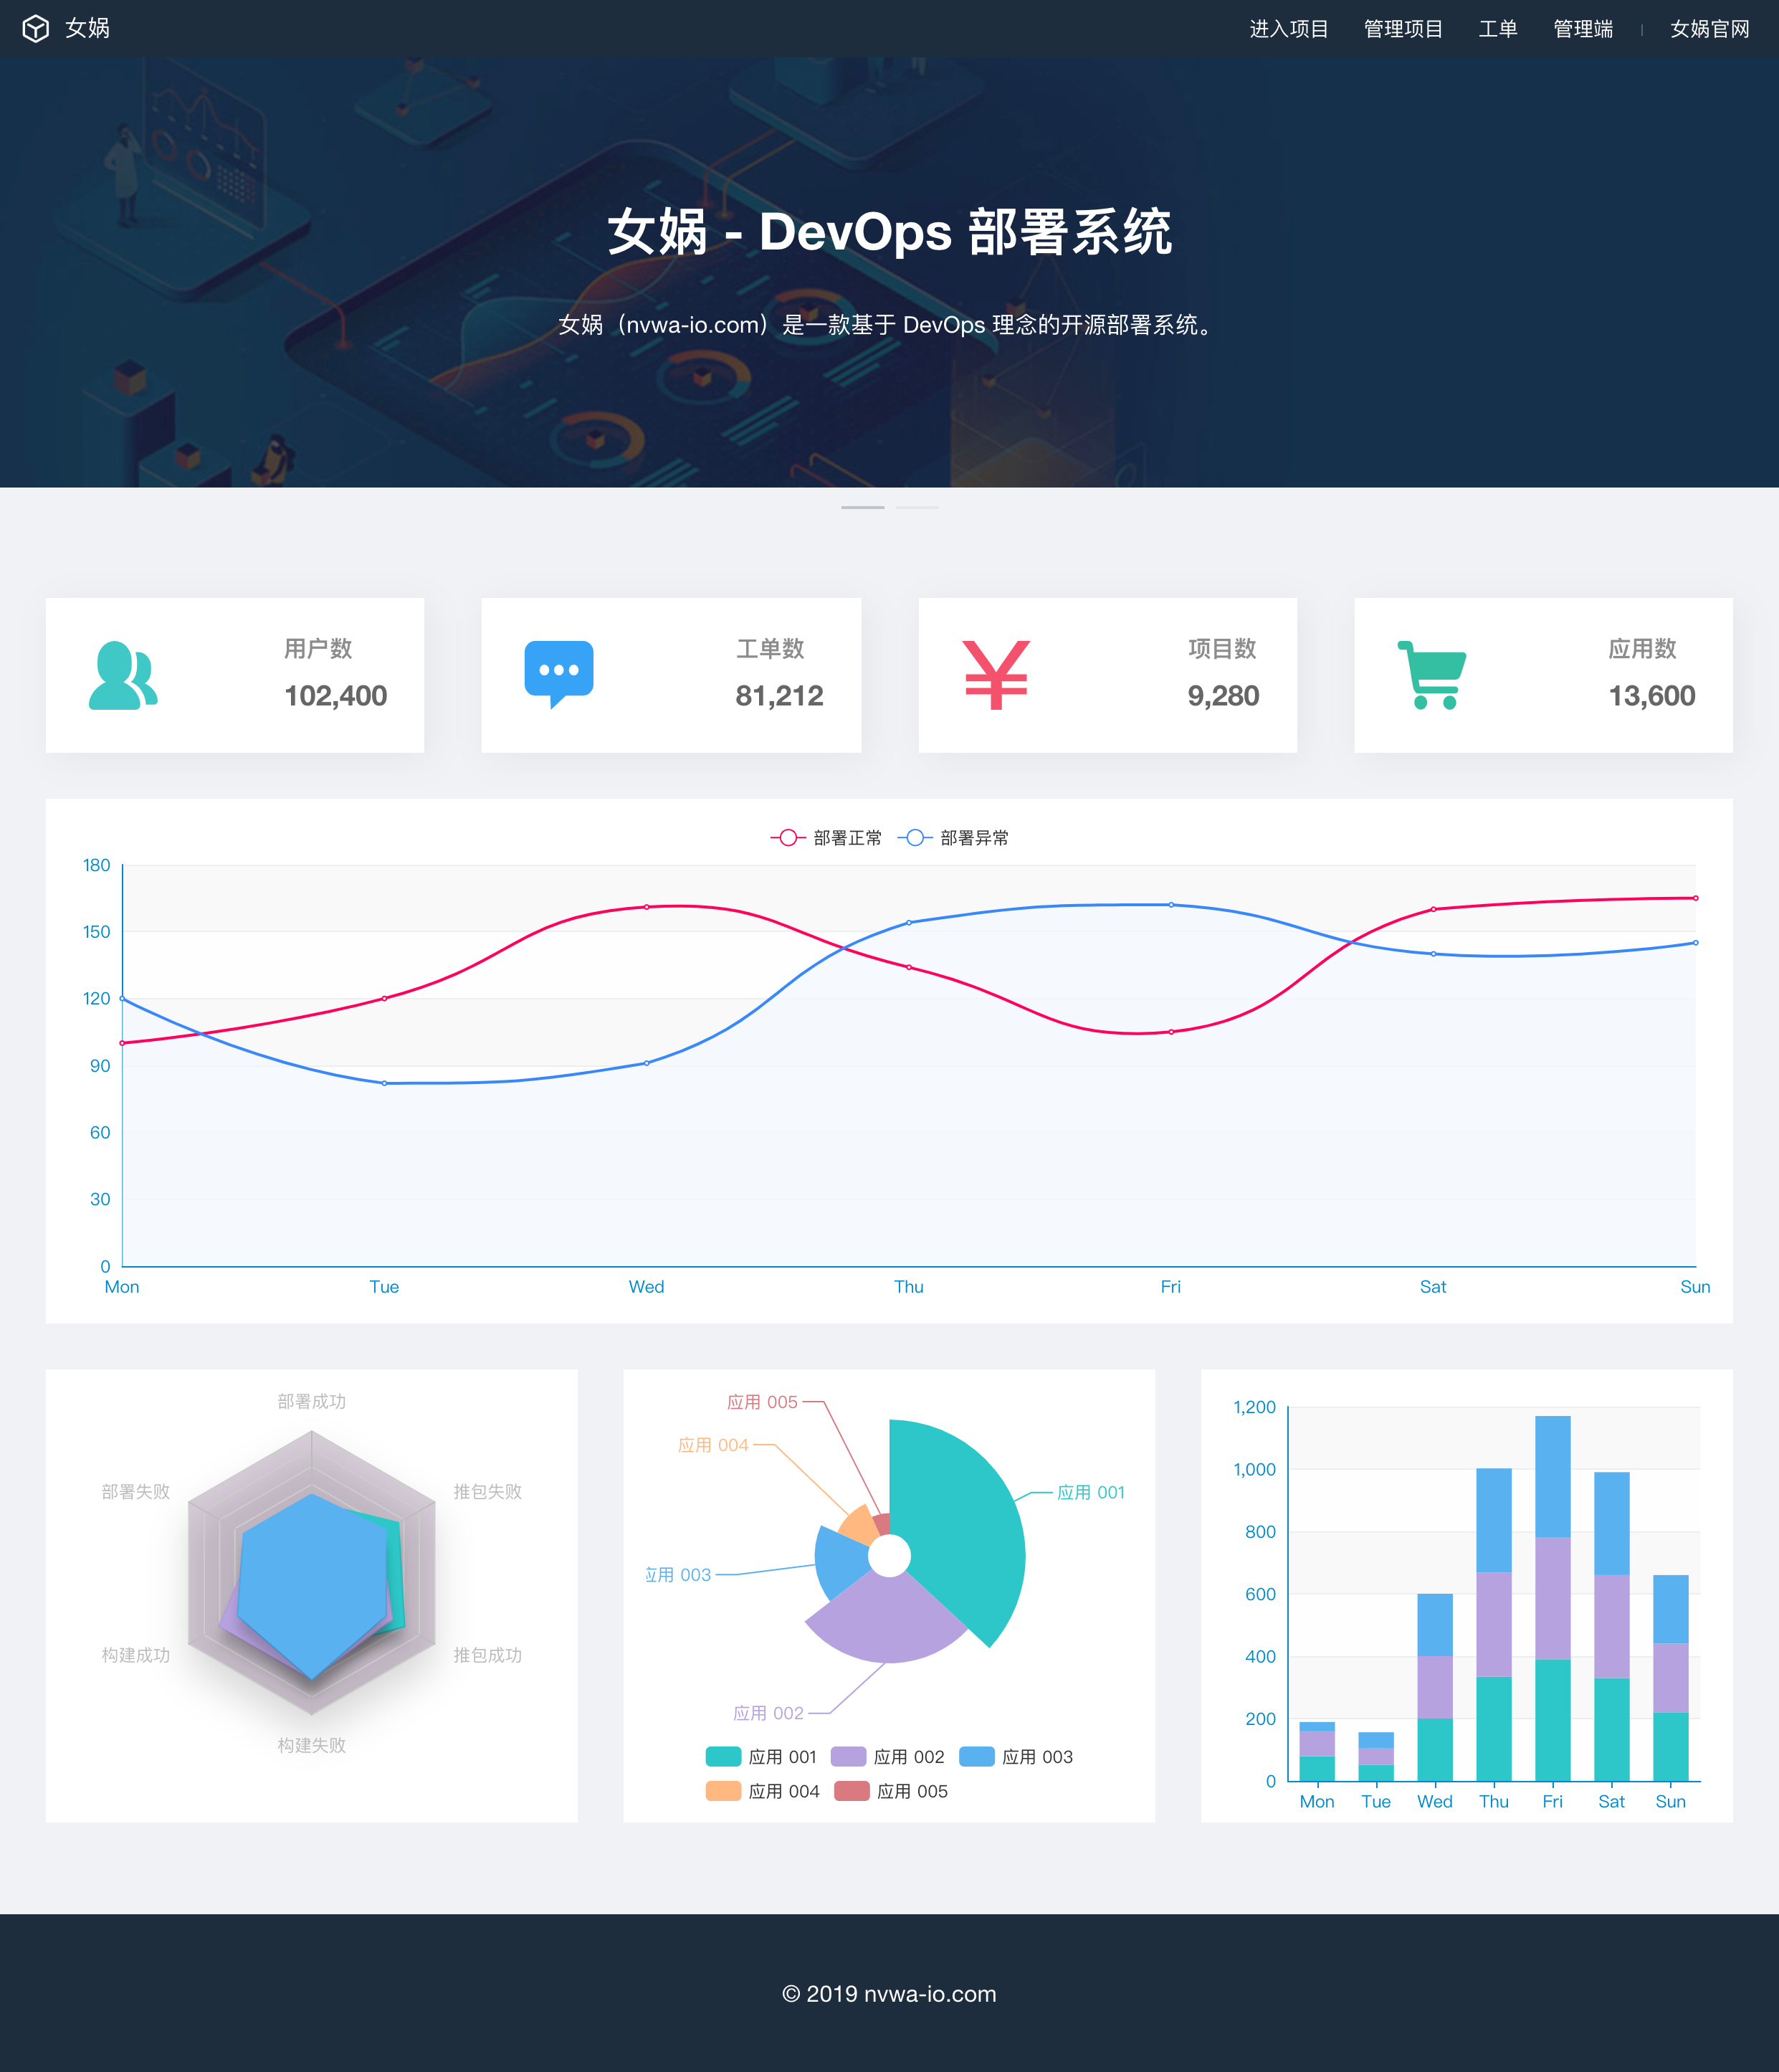 女娲
进入项目 管理项目 工单 管理端 女娲官网
女娲 - DevOps 部署系统
女娲（nvwa-io.com）是一款基于 DevOps 理念的开源部署系统。
用户数
102,400
工单数
81,212
项目数
9,280
应用数
13,600
部署正常 部署异常
180
150
120
90
60
30
0
Mon Tue Wed Thu Fri Sat Sun
部署成功
部署失败
推包失败
构建成功
推包成功
构建失败
应用 005
应用 004
应用 001
应用 003
应用 002
应用 001 应用 002 应用 003
应用 004 应用 005
1,200
1,000
800
600
400
200
0
Mon Tue Wed Thu Fri Sat Sun
© 2019 nvwa-io.com